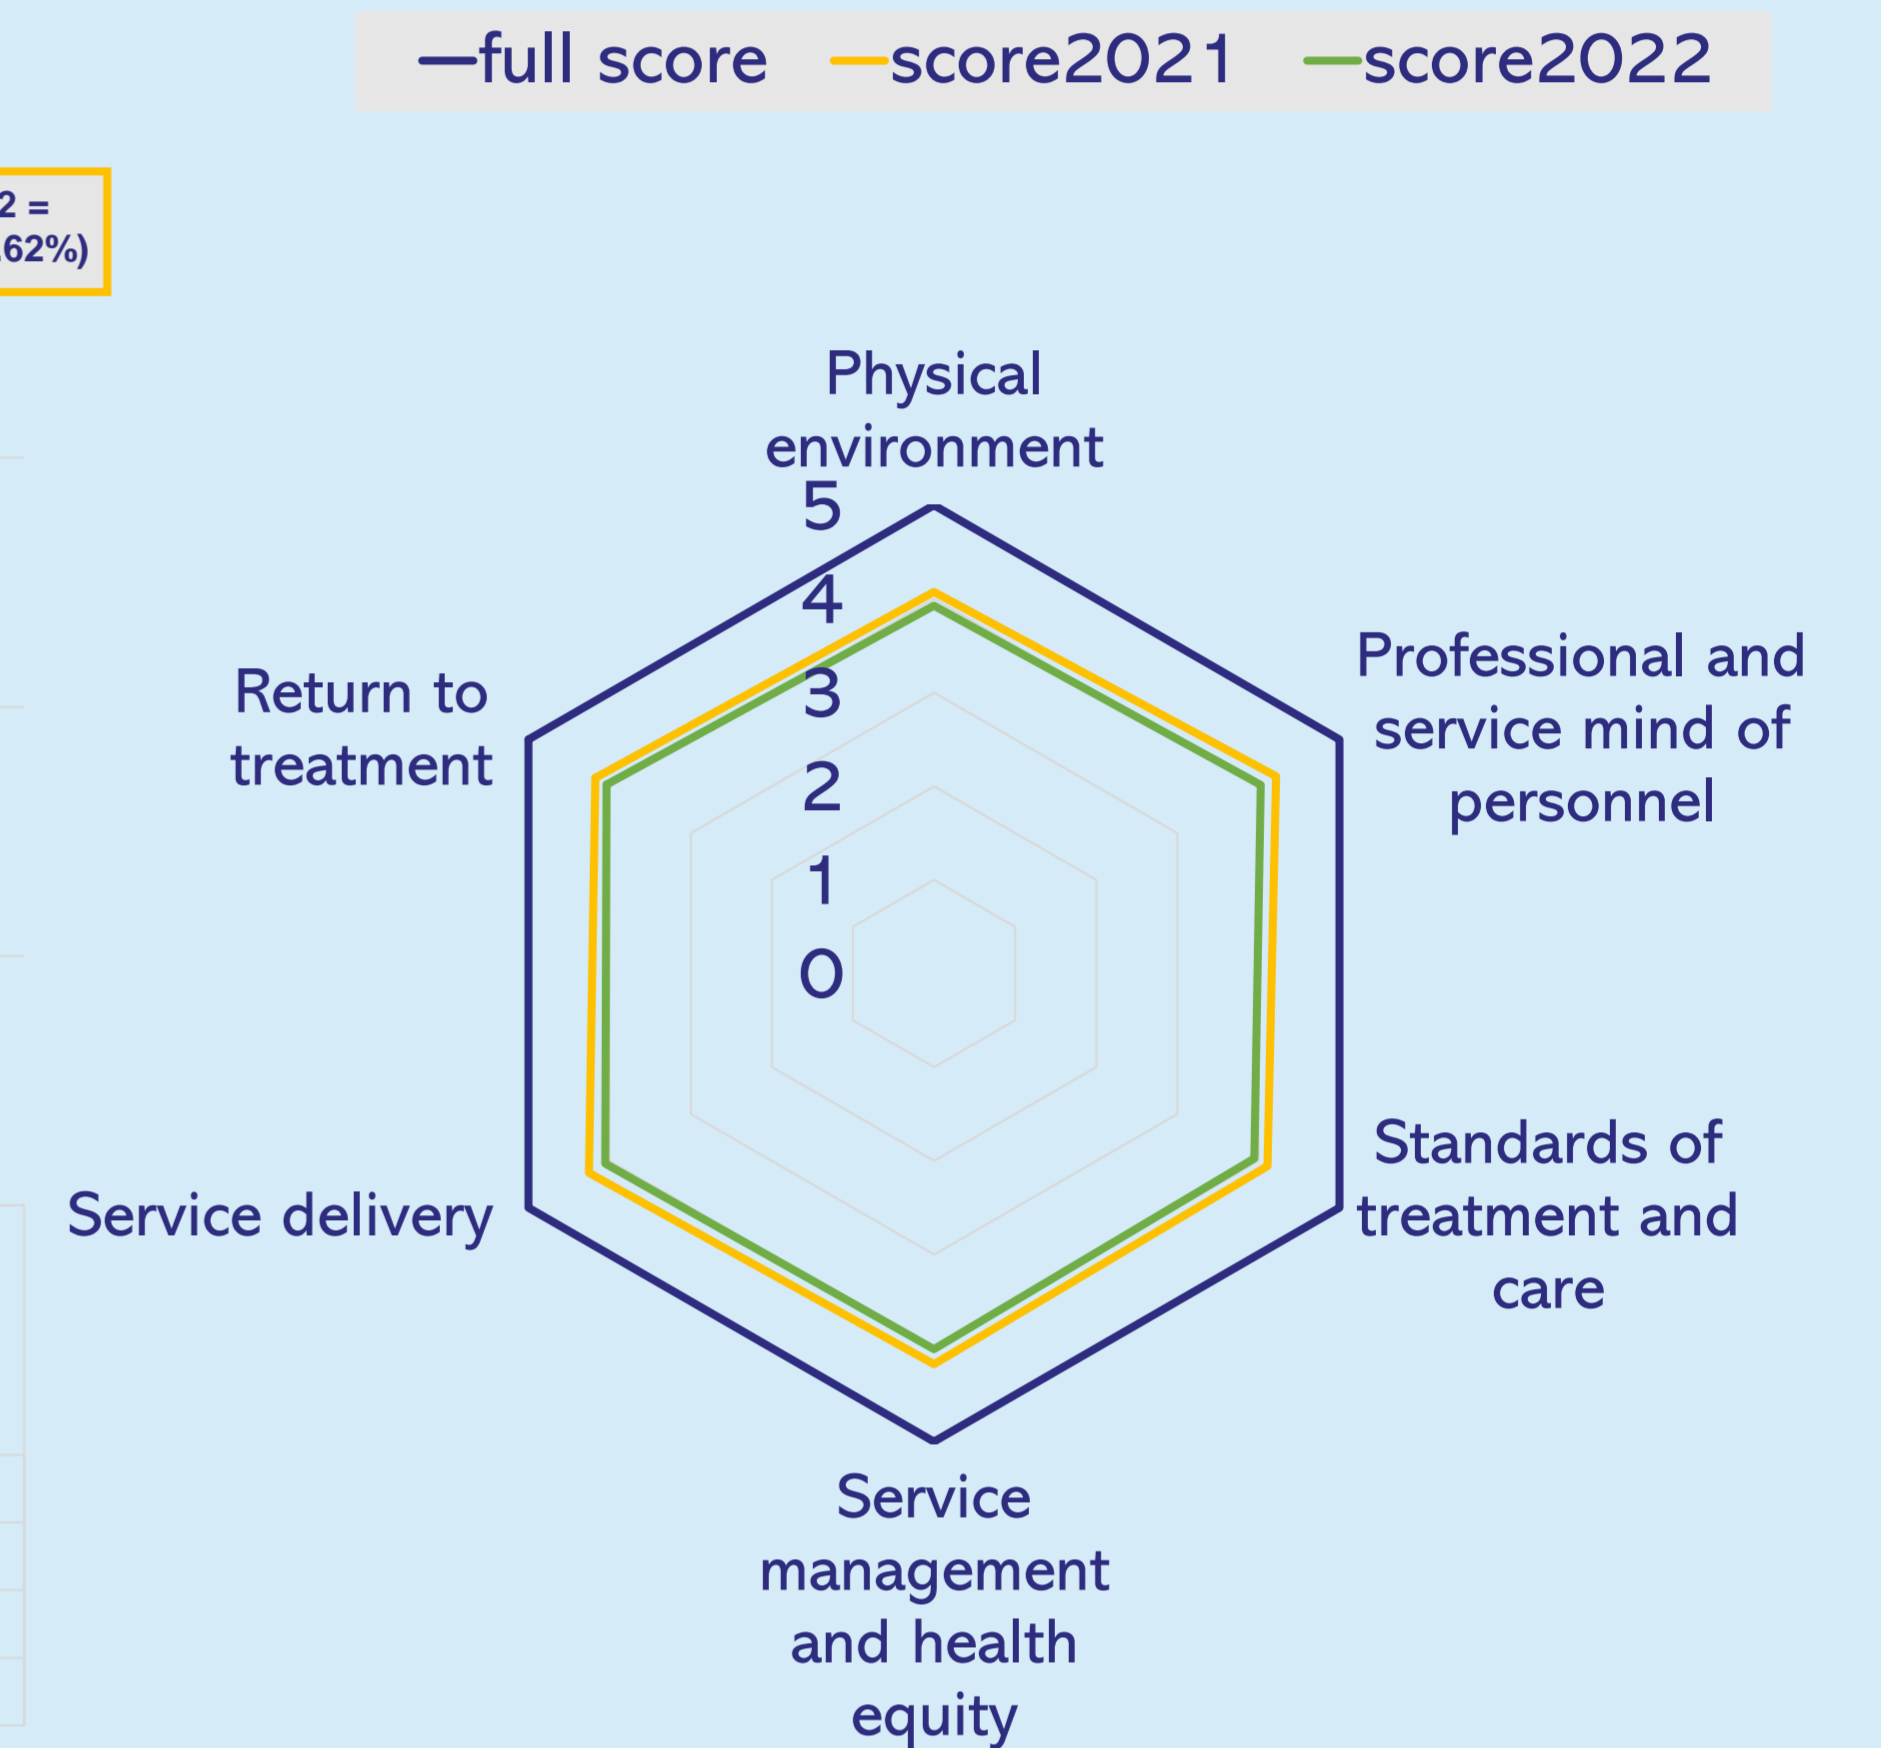 full score score2021 score2022
2 =
.62%)
Physical
environment
5
4
3
2
1
0
Professional and
service mind of
personnel
Standards of
treatment and
care
Service
management
and health
equity
Service delivery
Return to
treatment